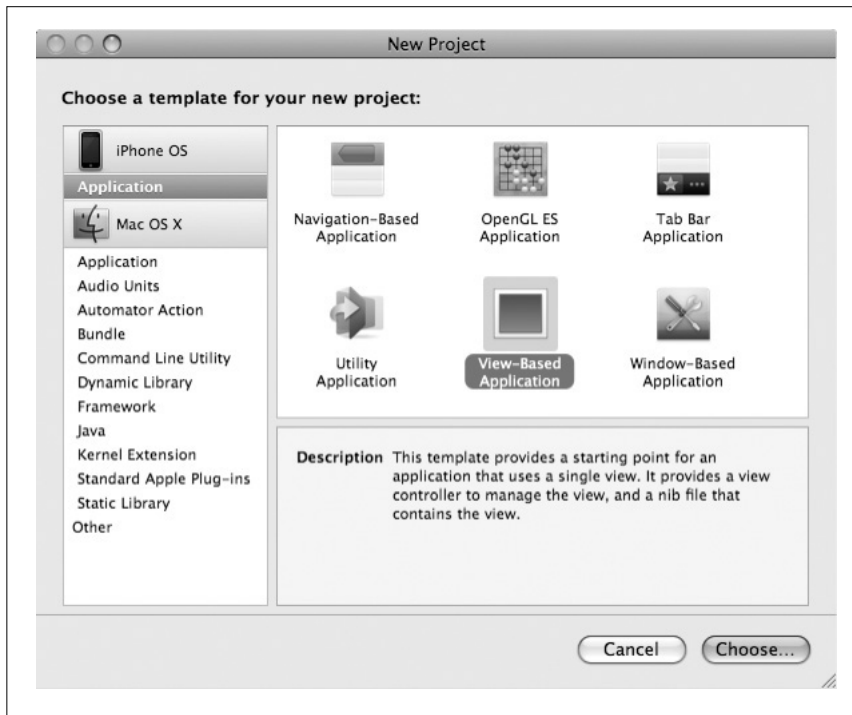 New Project
Choose a template for your new project:
iPhone OS
Application
Mac OS X
Application
Audio Units
Automator Action
Bundle
Command Line Utility
Dynamic Library
Framework
Java
Kernel Extension
Standard Apple Plug-ins
Static Library
Other
Navigation-Based
Application
OpenGL ES
Application
Tab Bar
Application
Utility
Application
View-Based
Application
Window-Based
Application
Description This template provides a starting point for an
application that uses a single view. It provides a view
controller to manage the view, and a nib file that
contains the view.
Cancel
Choose...